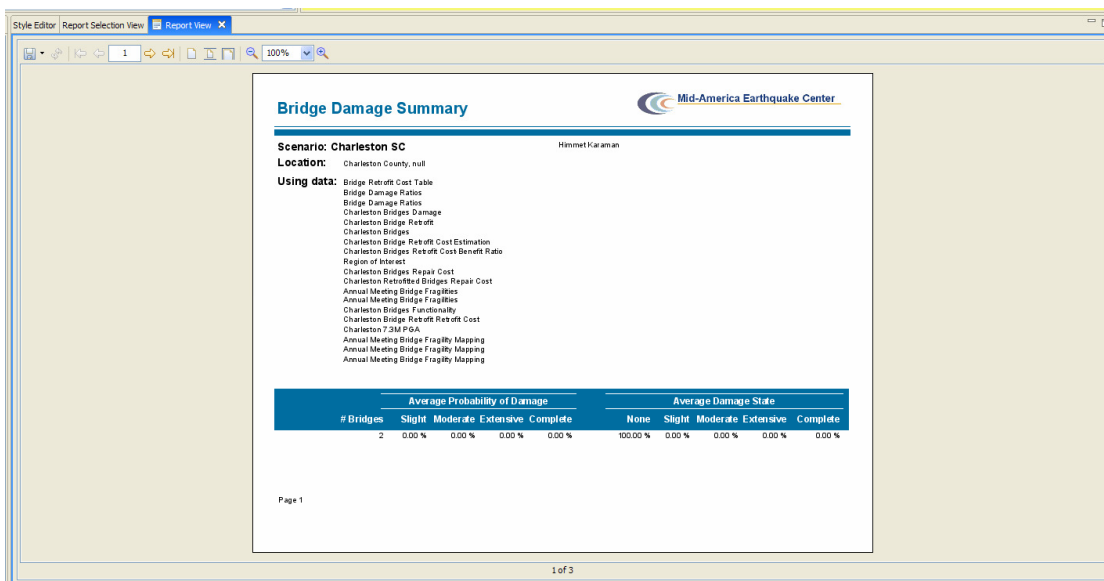 Style Editor Report Selection View Report View
1 100%
Mid-America Earthquake Center
Bridge Damage Summary
Scenario: Charleston SC Himmet Karaman
Location: Charleston County, null
Using data: Bridge Retrofit Cost Table
Bridge Damage Ratios
Bridge Damage Ratios
Charleston Bridges Damage
Charleston Bridge Retrofit
Charleston Bridges
Charleston Bridge Retrofit Cost Estimation
Charleston Bridges Retrofit Cost-Benefit Ratio
Region of Interest
Charleston Bridges Repair Cost
Charleston Retrofitted Bridges Repair Cost
Annual Meeting Bridge Fragilities
Annual Meeting Bridge Fragilities
Charleston Bridges Functionality
Charleston Bridge Retrofit Retrofit Cost
Charleston 7.3M PGA
Annual Meeting Bridge Fragility Mapping
Annual Meeting Bridge Fragility Mapping
Annual Meeting Bridge Fragility Mapping
Average Probability of Damage Average Damage State
# Bridges Slight Moderate Extensive Complete None Slight Moderate Extensive Complete
2 0.00 % 0.00 % 0.00 % 0.00 % 100.00 % 0.00 % 0.00 % 0.00 % 0.00 %
Page 1
1 of 3